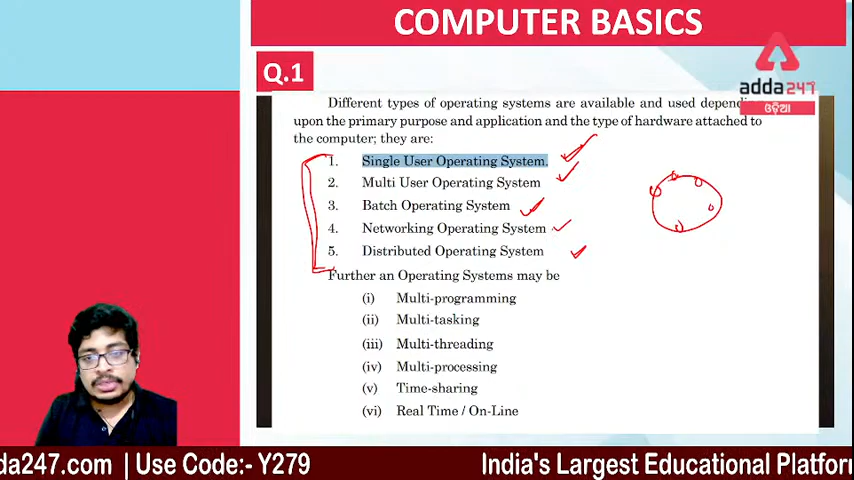 COMPUTER BASICS
Q.1
adda247
ଓଡ଼ିଆ
Different types of operating systems are available and used
upon the primary purpose and application and the type of hardware attached to
the computer; they are:
1. Single User Operating System.
2. Multi User Operating System
3. Batch Operating System
4. Networking Operating System
5. Distributed Operating System
Further an Operating Systems may be
(i) Multi-programming
(ii) Multi-tasking
(iii) Multi-threading
(iv) Multi-processing
(v) Time-sharing
(vi) Real Time / On-Line
da247.com | Use Code:- Y279 India's Largest Educational Platfor